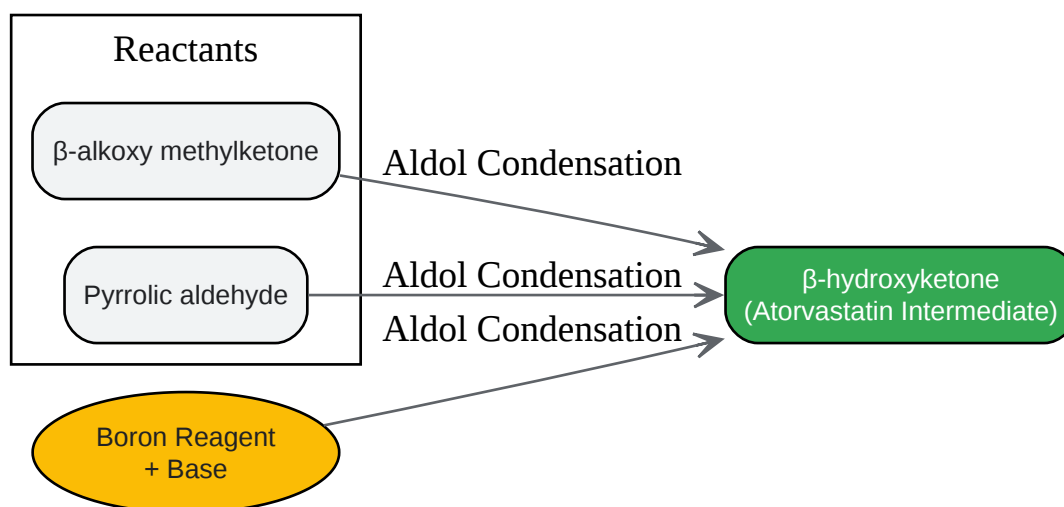 Reactants
β-alkoxy methylketone
Aldol Condensation
Pyrrolic aldehyde
Aldol Condensation
Aldol Condensation
β-hydroxyketone
(Atorvastatin Intermediate)
Boron Reagent
+ Base